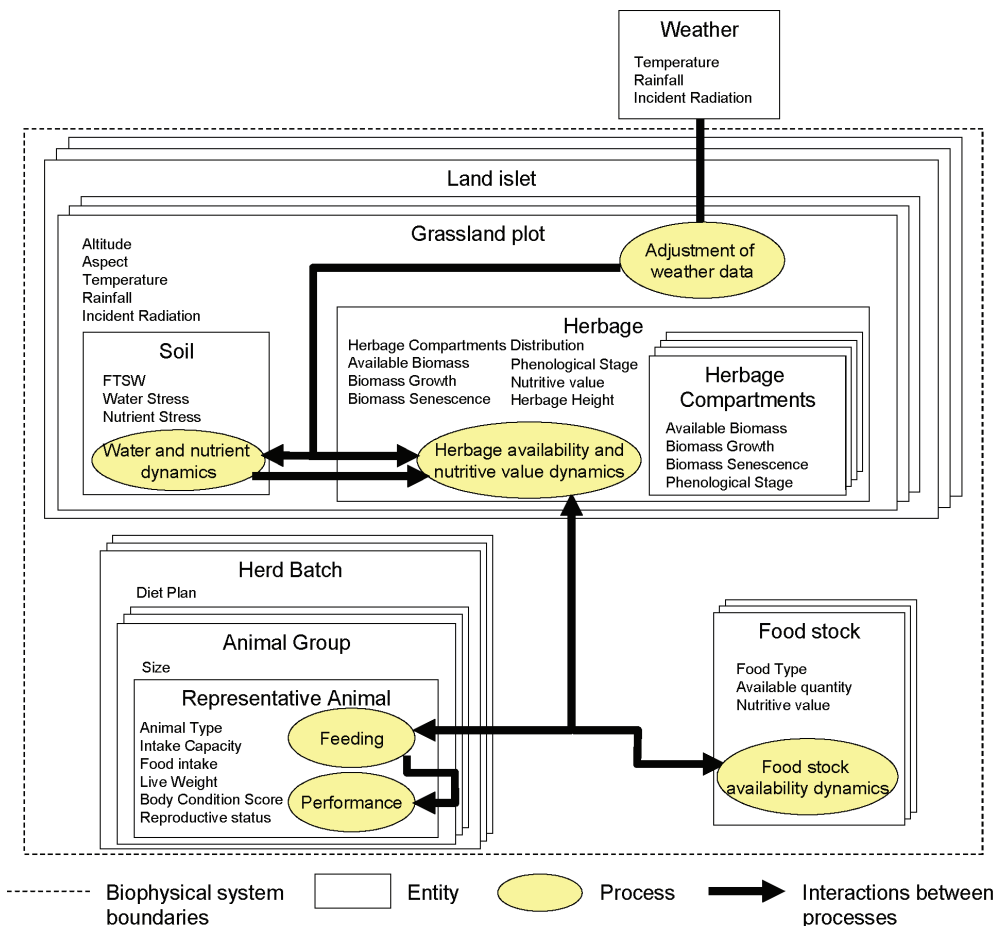 Weather
Temperature
Rainfall
Incident Radiation
Land islet
Grassland plot
Adjustment of
weather data
Altitude
Aspect
Temperature
Rainfall
Incident Radiation
Soil
FTSW
Water Stress
Nutrient Stress
Water and nutrient
dynamics
Herbage
Herbage Compartments Distribution
Available Biomass
Biomass Growth
Biomass Senescence
Phenological Stage
Nutritive value
Herbage Height
Herbage availability and
nutritive value dynamics
Herbage
Compartments
Available Biomass
Biomass Growth
Biomass Senescence
Phenological Stage
Herd Batch
Diet Plan
Animal Group
Size
Representative Animal
Animal Type
Intake Capacity
Food intake
Live Weight
Body Condition Score
Reproductive status
Feeding
Performance
Food stock
Food Type
Available quantity
Nutritive value
Food stock
availability dynamics
Biophysical system
boundaries
Entity
Process
Interactions between
processes